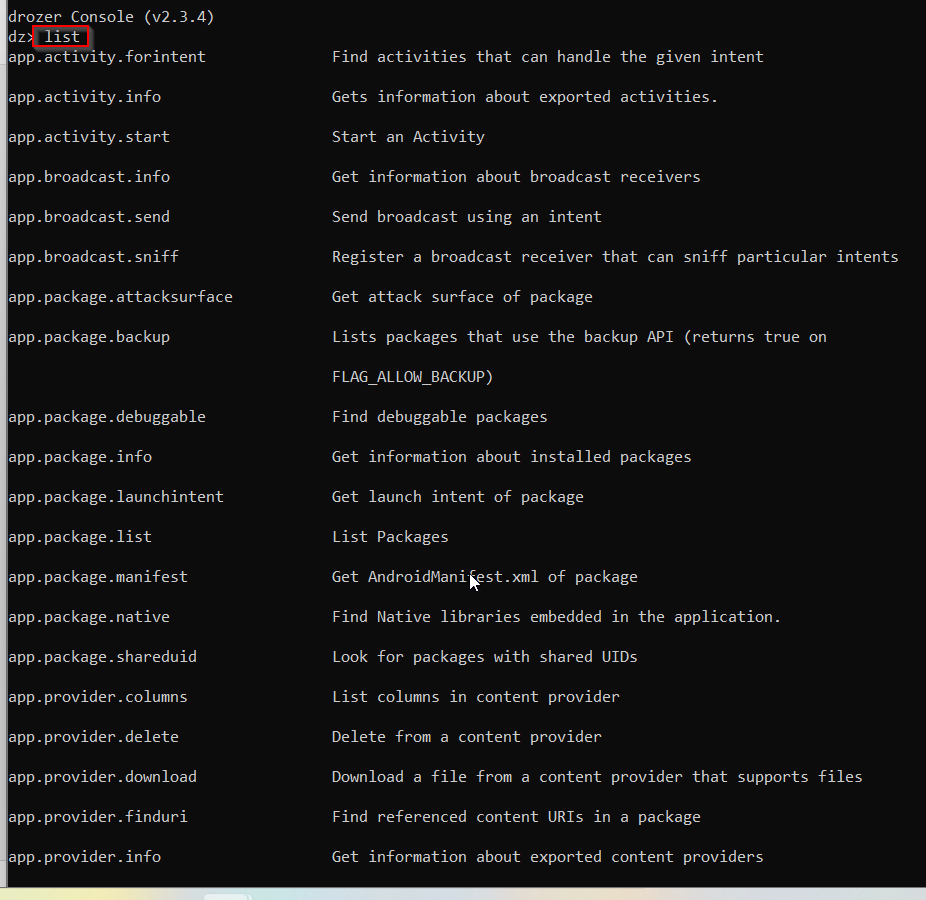 drozer Console (v2.3.4)
dz> list
app.activity.forintent Find activities that can handle the given intent
app.activity.info Gets information about exported activities.
app.activity.start Start an Activity
app.broadcast.info Get information about broadcast receivers
app.broadcast.send Send broadcast using an intent
app.broadcast.sniff Register a broadcast receiver that can sniff particular intents
app.package.attacksurface Get attack surface of package
app.package.backup Lists packages that use the backup API (returns true on
FLAG_ALLOW_BACKUP)
app.package.debuggable Find debuggable packages
app.package.info Get information about installed packages
app.package.launchintent Get launch intent of package
app.package.list List Packages
app.package.manifest Get AndroidManifest.xml of package
app.package.native Find Native libraries embedded in the application.
app.package.shareduid Look for packages with shared UIDs
app.provider.columns List columns in content provider
app.provider.delete Delete from a content provider
app.provider.download Download a file from a content provider that supports files
app.provider.finduri Find referenced content URIs in a package
app.provider.info Get information about exported content providers